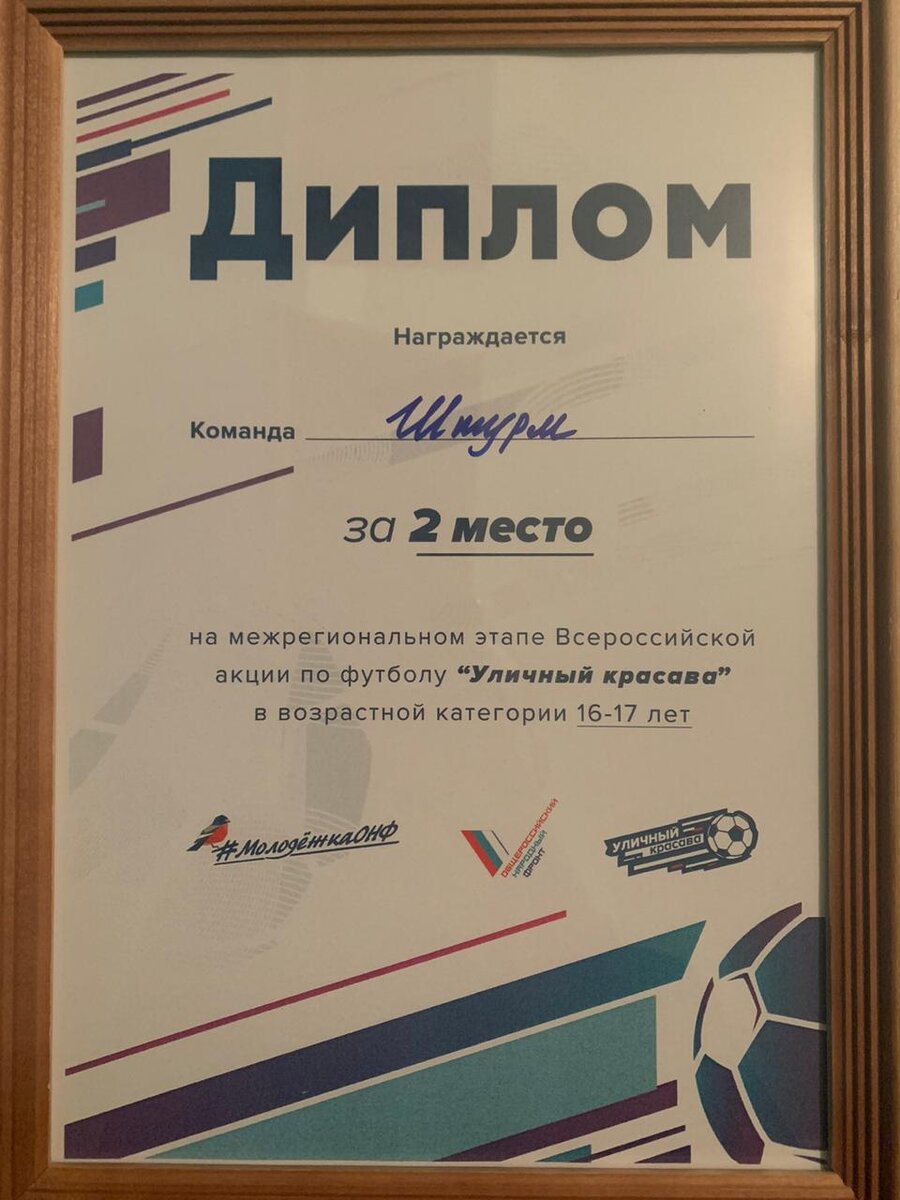 Диплом
Награждается
Команда Штурм
за 2 место
на межрегиональном этапе Всероссийской
акции по футболу “Уличный красава”
в возрастной категории 16-17 лет
#МолодёжкаОНФ
ОБЩЕРОССИЙСКИЙ
НАРОДНЫЙ
ФРОНТ
УЛИЧНЫЙ
красава